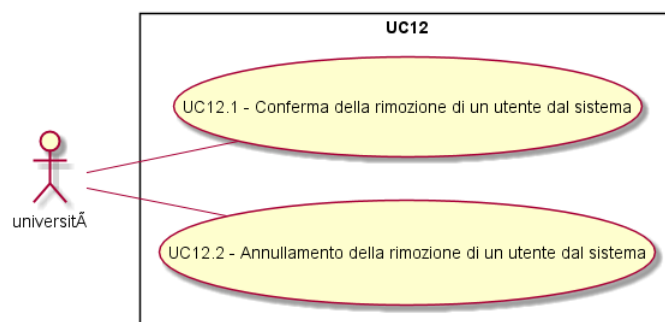 UC12
UC12.1 - Conferma della rimozione di un utente dal sistema
universitÃ
UC12.2 - Annullamento della rimozione di un utente dal sistema